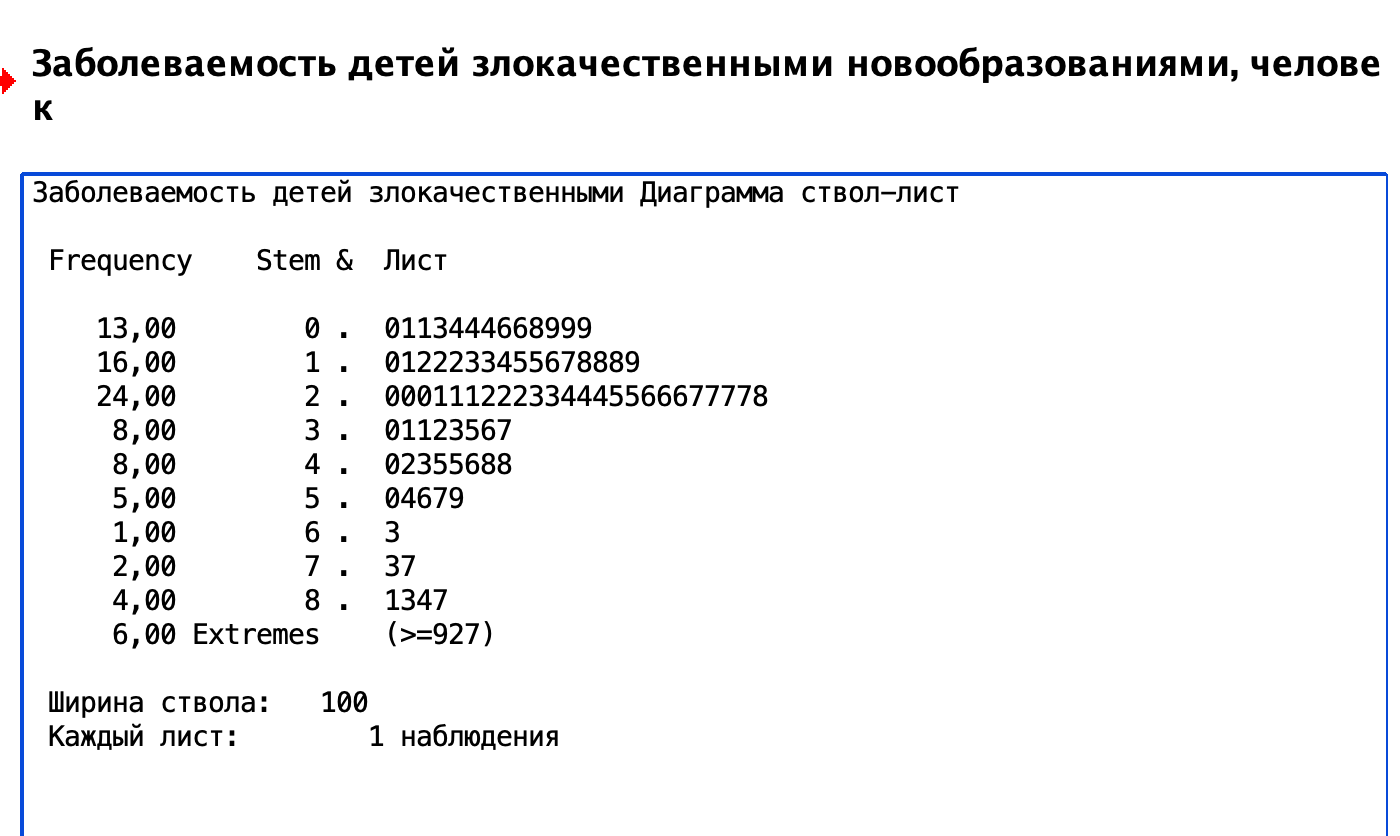 Заболеваемость детей злокачественными новообразованиями, челове
к
Заболеваемость детей злокачественными Диаграмма ствол-лист
Frequency    Stem &  Лист
13,00        0 .  0113444668999
16,00        1 .  0122233455678889
24,00        2 .  000111222334445566677778
8,00        3 .  01123567
8,00        4 .  02355688
5,00        5 .  04679
1,00        6 .  3
2,00        7 .  37
4,00        8 .  1347
6,00 Extremes    (>=927)
Ширина ствола:   100
Каждый лист:        1 наблюдения